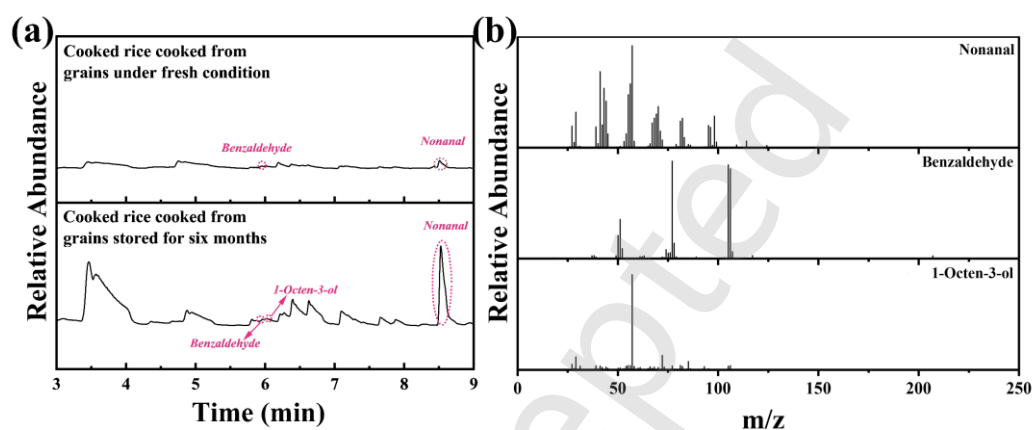 (a)
Cooked rice cooked from
grains under fresh condition
Benzaldehyde
Nonanal
Cooked rice cooked from
grains stored for six months
Nonanal
1-Octen-3-ol
Benzaldehyde
Relative Abundance
3 4 5 6 7 8 9
Time (min)
(b)
Nonanal
Benzaldehyde
1-Octen-3-ol
Relative Abundance
0 50 100 150 200 250
m/z
epted